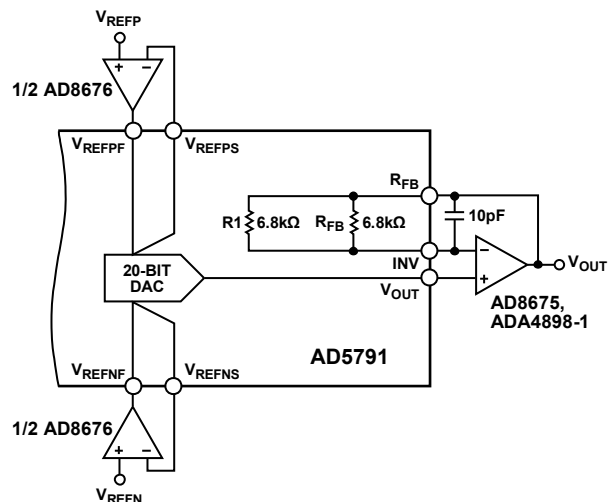 VREFP
+ −
1/2 AD8676
VREFPF
VREFPS
RFB
R1 6.8kΩ
RFB 6.8kΩ
10pF
20-BIT
DAC
INV
VOUT
−
+
VOUT
AD8675,
ADA4898-1
AD5791
VREFNF
VREFNS
1/2 AD8676
+ −
VREFN